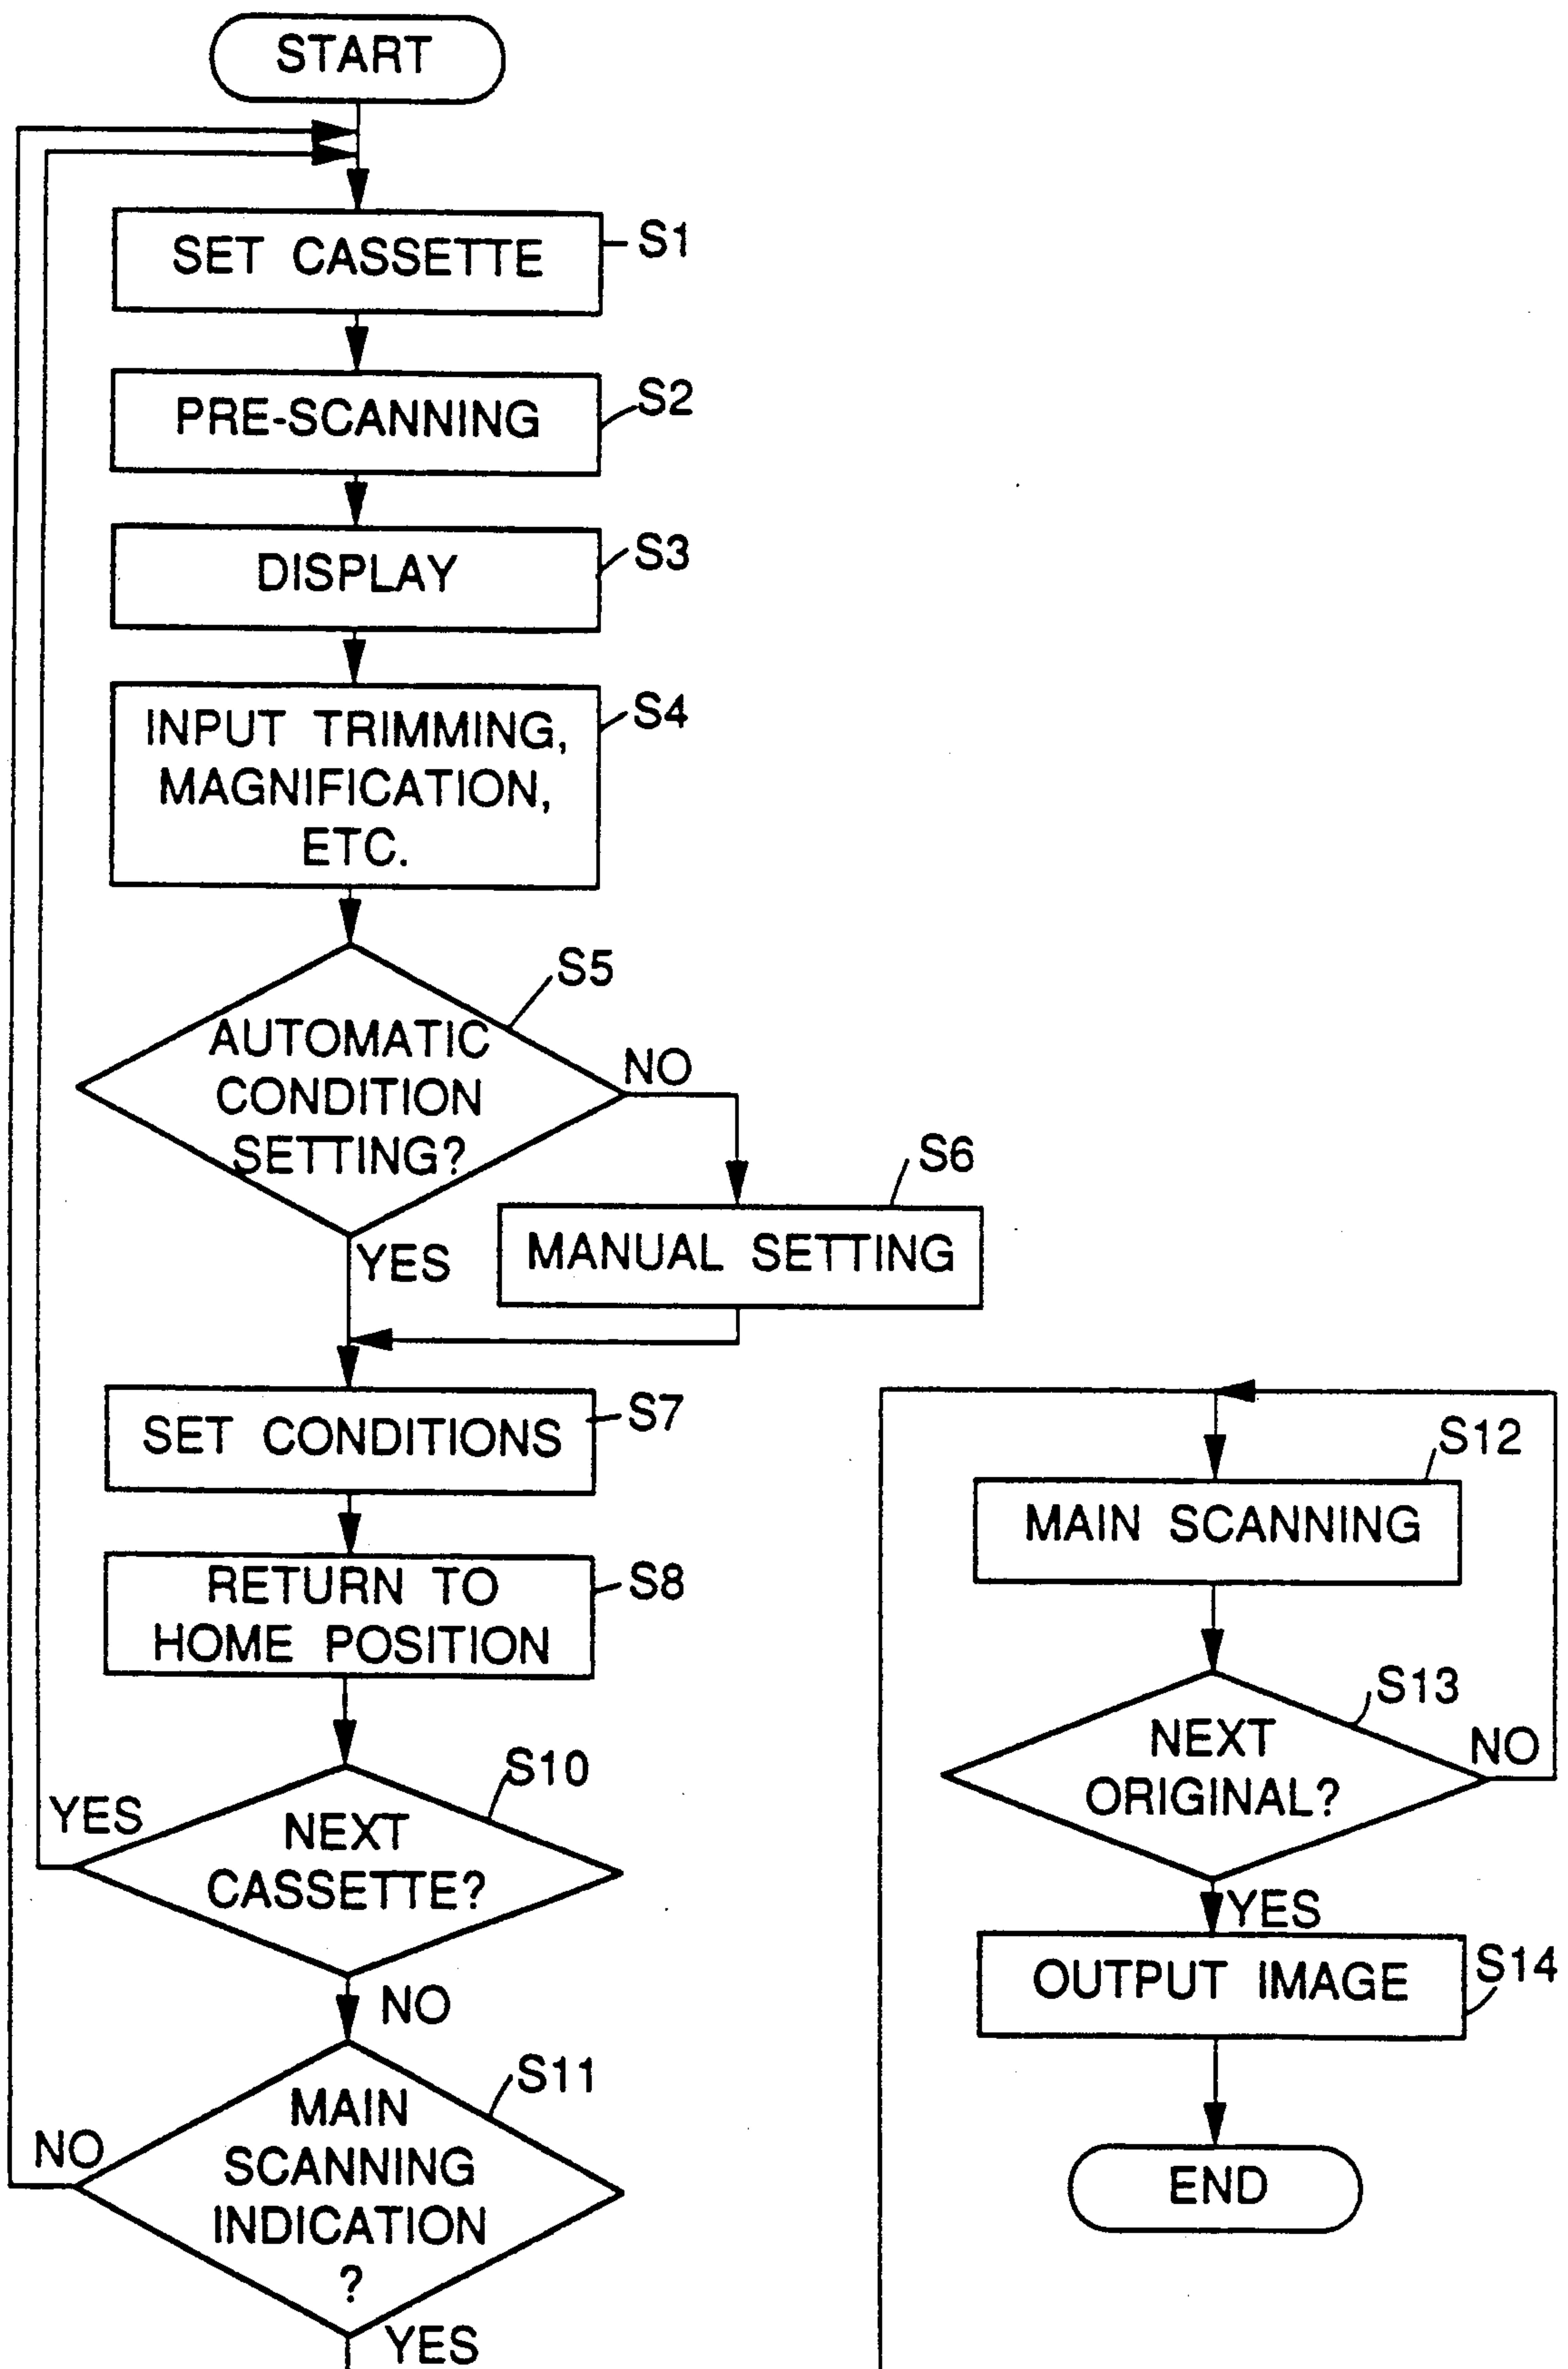 START
SET CASSETTE
S1
PRE-SCANNING
S2
DISPLAY
S3
INPUT TRIMMING,
MAGNIFICATION,
ETC.
S4
S5
AUTOMATIC
CONDITION
SETTING?
NO
YES
S6
MANUAL SETTING
SET CONDITIONS
S7
RETURN TO
HOME POSITION
S8
S10
YES
NEXT
CASSETTE?
NO
S11
NO
MAIN
SCANNING
INDICATION
?
YES
S12
MAIN SCANNING
S13
NEXT
ORIGINAL?
NO
YES
OUTPUT IMAGE
S14
END